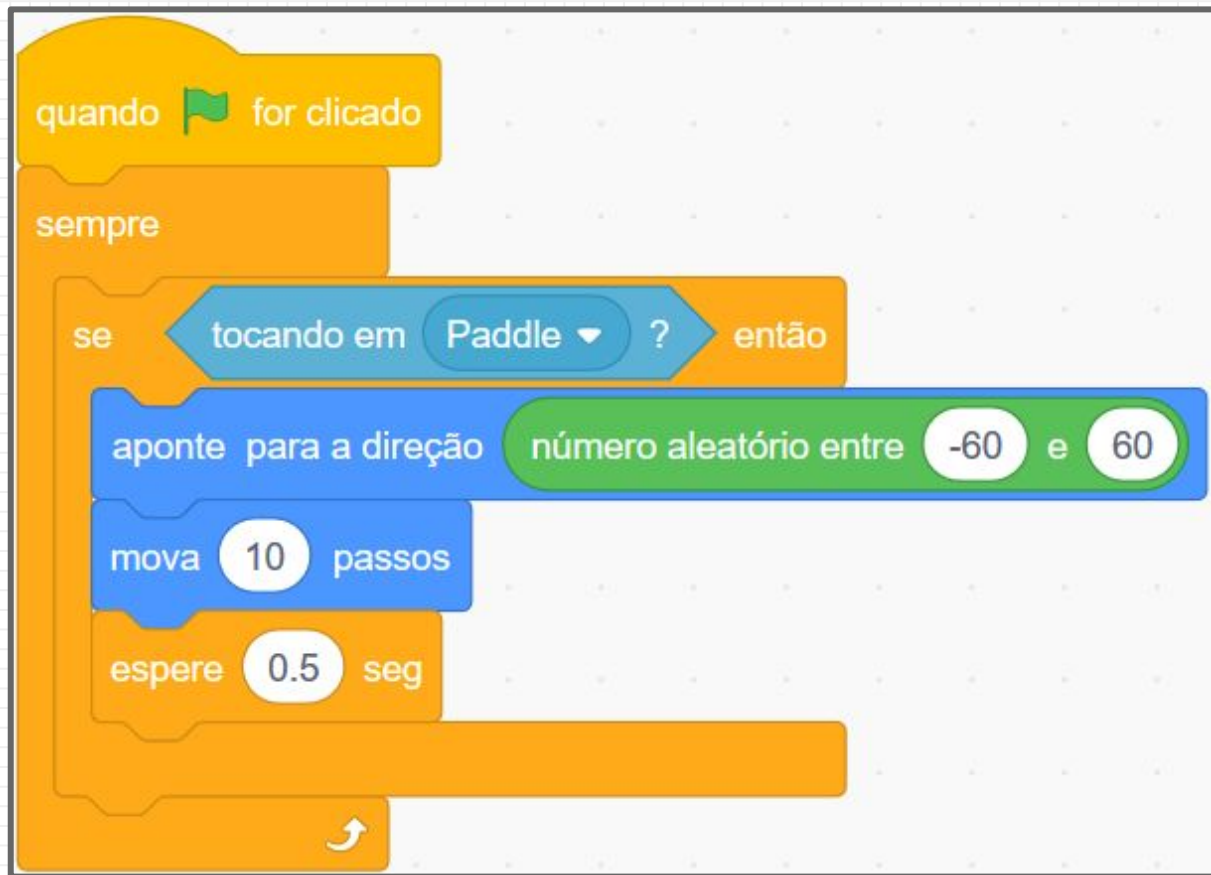 quando for clicado
sempre
se tocando em Paddle ? então
aponte para a direção número aleatório entre -60 e 60
mova 10 passos
espere 0.5 seg